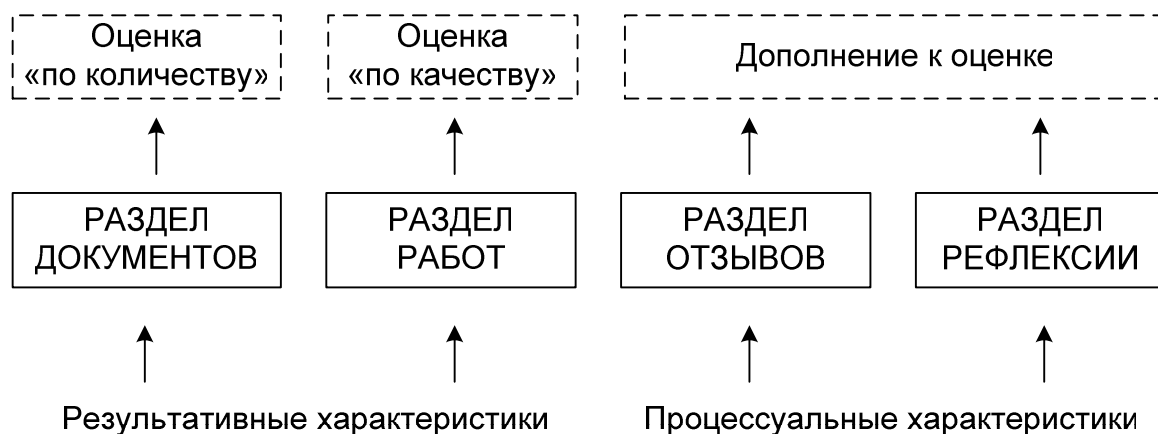 Оценка
«по количеству»
Оценка
«по качеству»
Дополнение к оценке
РАЗДЕЛ
ДОКУМЕНТОВ
РАЗДЕЛ
РАБОТ
РАЗДЕЛ
ОТЗЫВОВ
РАЗДЕЛ
РЕФЛЕКСИИ
Результативные характеристики
Процессуальные характеристики